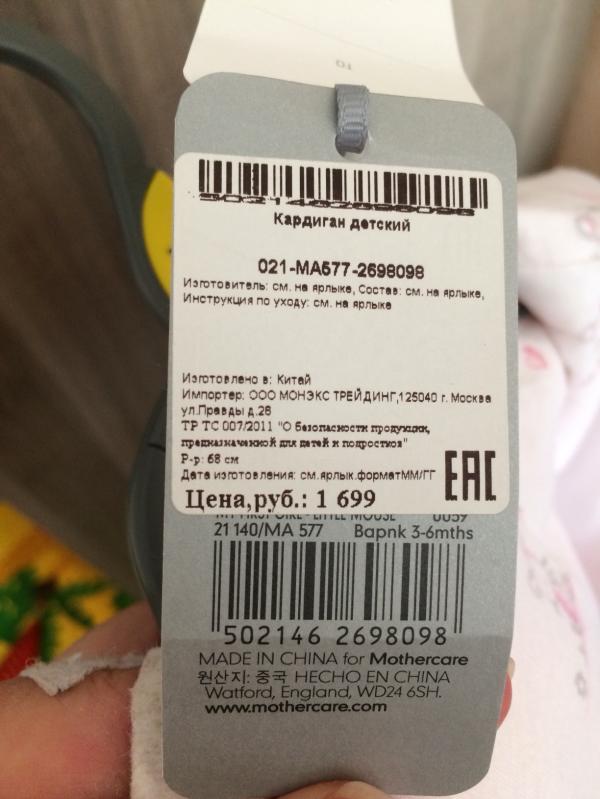 Кардиган детский
021-MA577-2698098
Изготовитель: см. на ярлыке, Состав: см. на ярлыке,
Инструкция по уходу: см. на ярлыке
Изготовлено в: Китай
Импортер: ООО МОНЭКС ТРЕЙДИНГ,125040 г. Москва
ул.Правды д.26
ТР ТС 007/2011 "О безопасности продукции,
предназначенной для детей и подростков"
Р-р: 68 см
Дата изготовления: см.ярлык.форматММ/ГГ
EAC
Цена,руб.: 1 699
21 140/MA 577 Bapnk 3-6mths
502146 2698098
MADE IN CHINA for Mothercare
원산지: 중국 HECHO EN CHINA
Watford, England, WD24 6SH.
www.mothercare.com